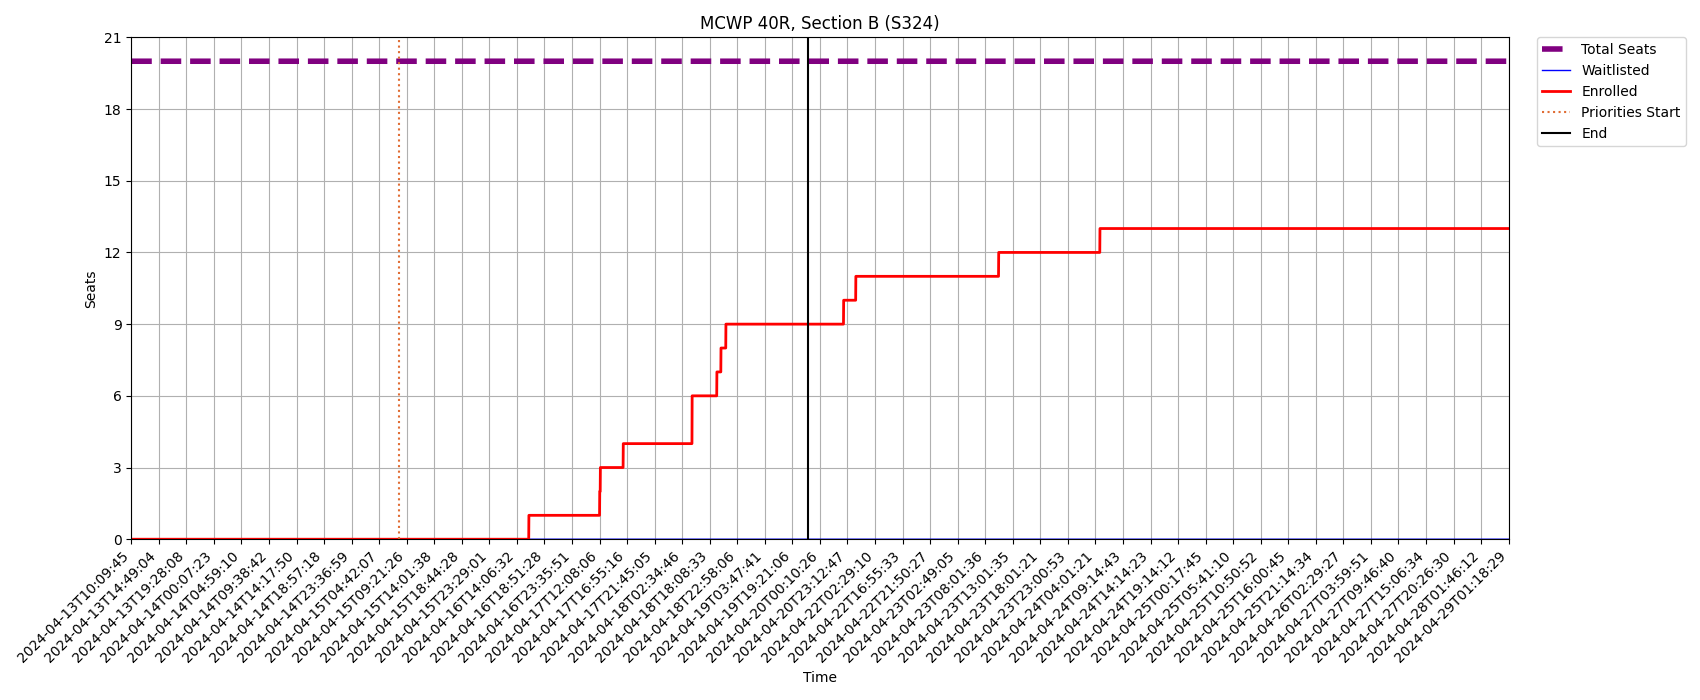 MCWP 40R, Section B (S324)
Total Seats
Waitlisted
Enrolled
Priorities Start
End
Seats
21
18
15
12
9
6
3
0
2024-04-13T10:09:45
2024-04-13T14:49:04
2024-04-13T19:28:08
2024-04-14T00:07:23
2024-04-14T04:59:10
2024-04-14T09:38:42
2024-04-14T14:17:50
2024-04-14T18:57:18
2024-04-14T23:36:59
2024-04-15T04:42:07
2024-04-15T09:21:26
2024-04-15T14:01:38
2024-04-15T18:44:28
2024-04-15T23:29:01
2024-04-16T14:06:32
2024-04-16T18:51:28
2024-04-16T23:35:51
2024-04-17T12:08:06
2024-04-17T16:55:16
2024-04-17T21:45:05
2024-04-18T02:34:46
2024-04-18T18:08:33
2024-04-18T22:58:06
2024-04-19T03:47:41
2024-04-19T19:21:06
2024-04-20T00:10:26
2024-04-20T23:12:47
2024-04-22T02:29:10
2024-04-22T16:55:33
2024-04-22T21:50:27
2024-04-23T02:49:05
2024-04-23T08:01:36
2024-04-23T13:01:35
2024-04-23T18:01:21
2024-04-23T23:00:53
2024-04-24T04:01:21
2024-04-24T09:14:43
2024-04-24T14:14:23
2024-04-24T19:14:12
2024-04-25T00:17:45
2024-04-25T05:41:10
2024-04-25T10:50:52
2024-04-25T16:00:45
2024-04-25T21:14:34
2024-04-26T02:29:27
2024-04-27T03:59:51
2024-04-27T09:46:40
2024-04-27T15:06:34
2024-04-27T20:26:30
2024-04-28T01:46:12
2024-04-29T01:18:29
Time